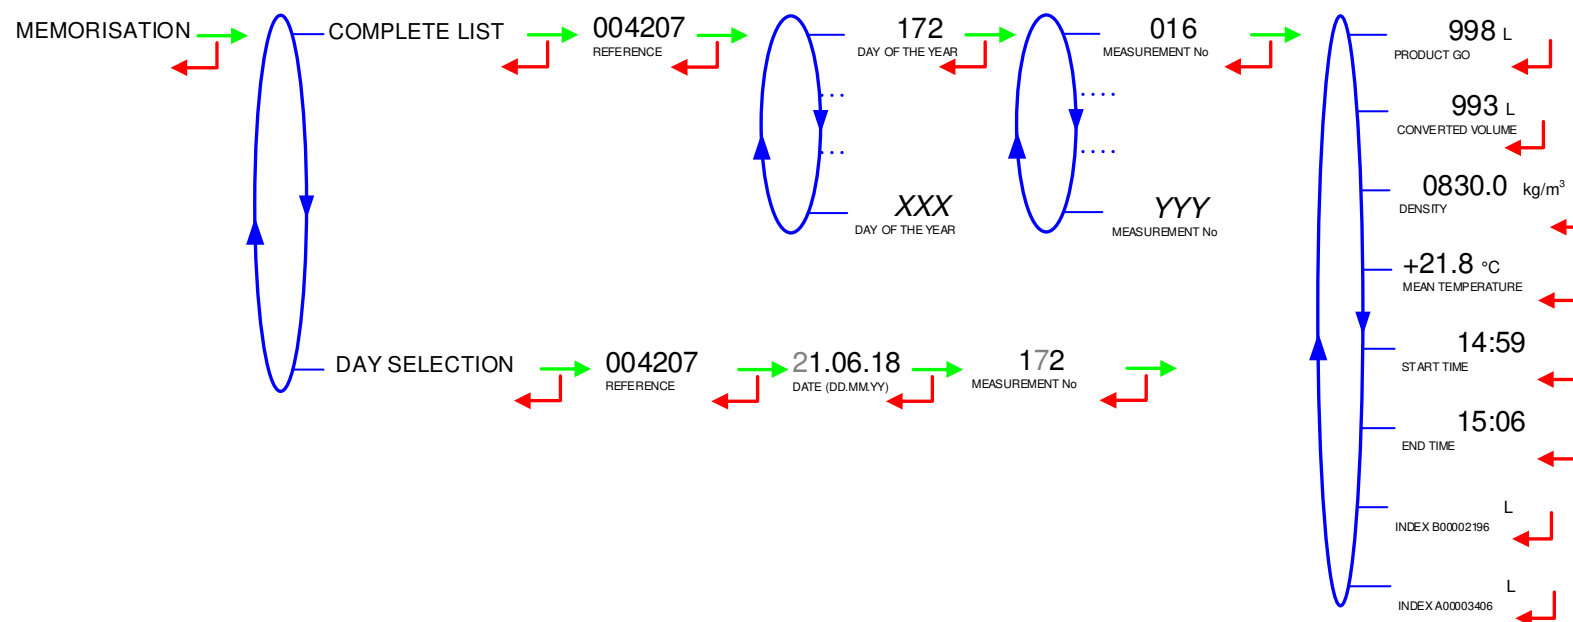 MEMORISATION
COMPLETE LIST
004207
REFERENCE
172
DAY OF THE YEAR
016
MEASUREMENT No
998 L
PRODUCT GO
....
....
993 L
CONVERTED VOLUME
....
....
0830.0 kg/m³
DENSITY
XXX
DAY OF THE YEAR
YYY
MEASUREMENT No
+21.8 °C
MEAN TEMPERATURE
DAY SELECTION
004207
REFERENCE
21.06.18
DATE (DD.MM.YY)
172
MEASUREMENT No
14:59
START TIME
15:06
END TIME
L
INDEX B00002196
L
INDEX A00003406